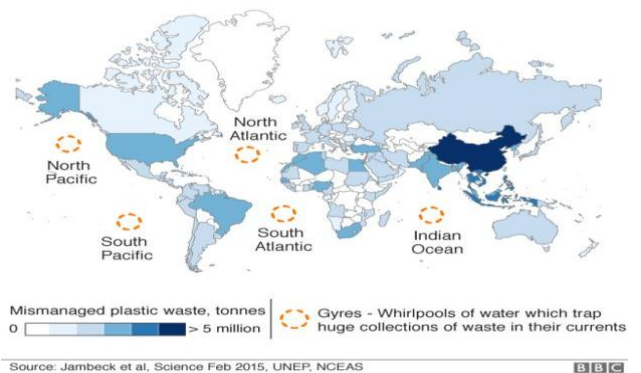 North
Atlantic
North
Pacific
South
Pacific
South
Atlantic
Indian
Ocean
Mismanaged plastic waste, tonnes
0 > 5 million
Gyres - Whirlpools of water which trap
huge collections of waste in their currents
Source: Jambeck et al, Science Feb 2015, UNEP, NCEAS
BBC